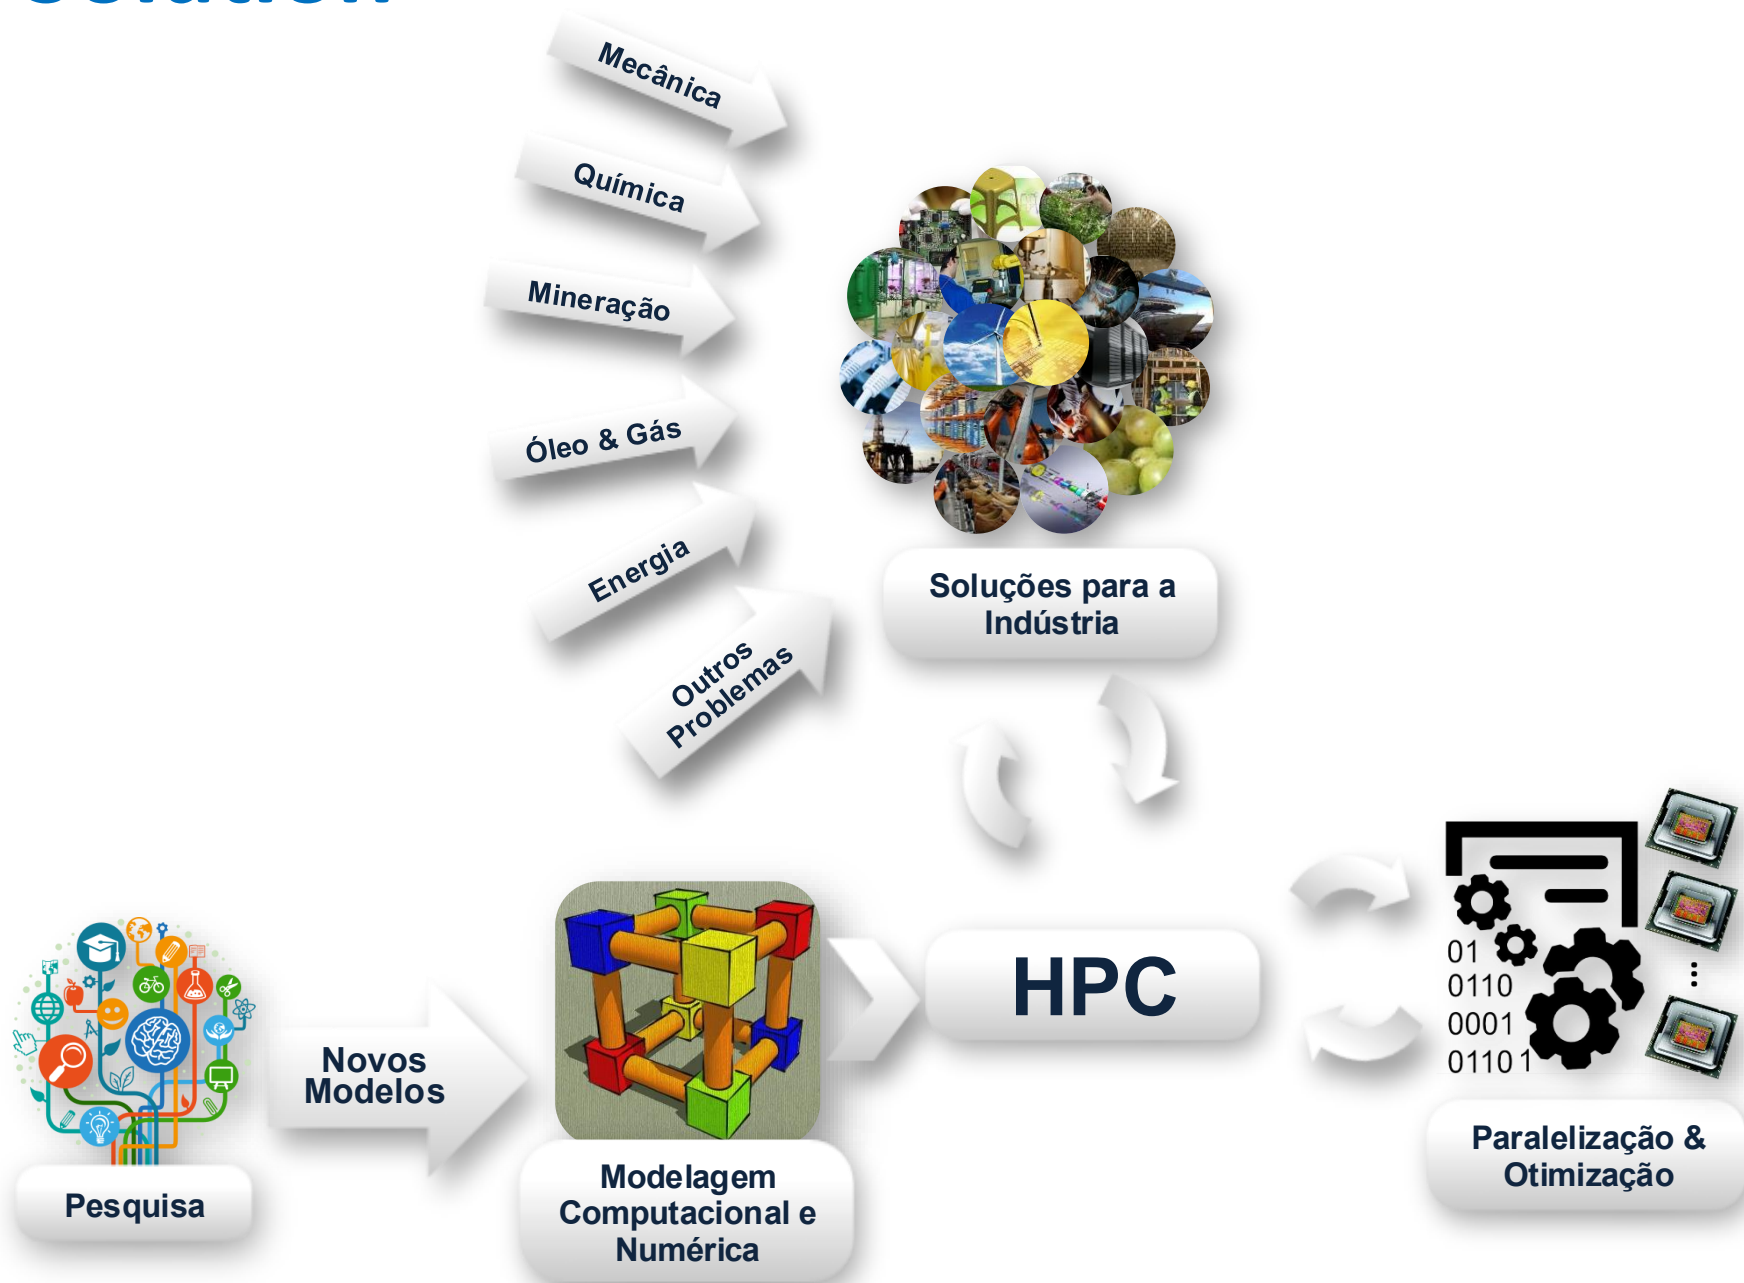 Mecânica
Química
Mineração
Óleo & Gás
Energia
Outros
Problemas
Soluções para a
Indústria
Pesquisa
Novos
Modelos
Modelagem
Computacional e
Numérica
HPC
01
0110
0001
0110 1
Paralelização &
Otimização